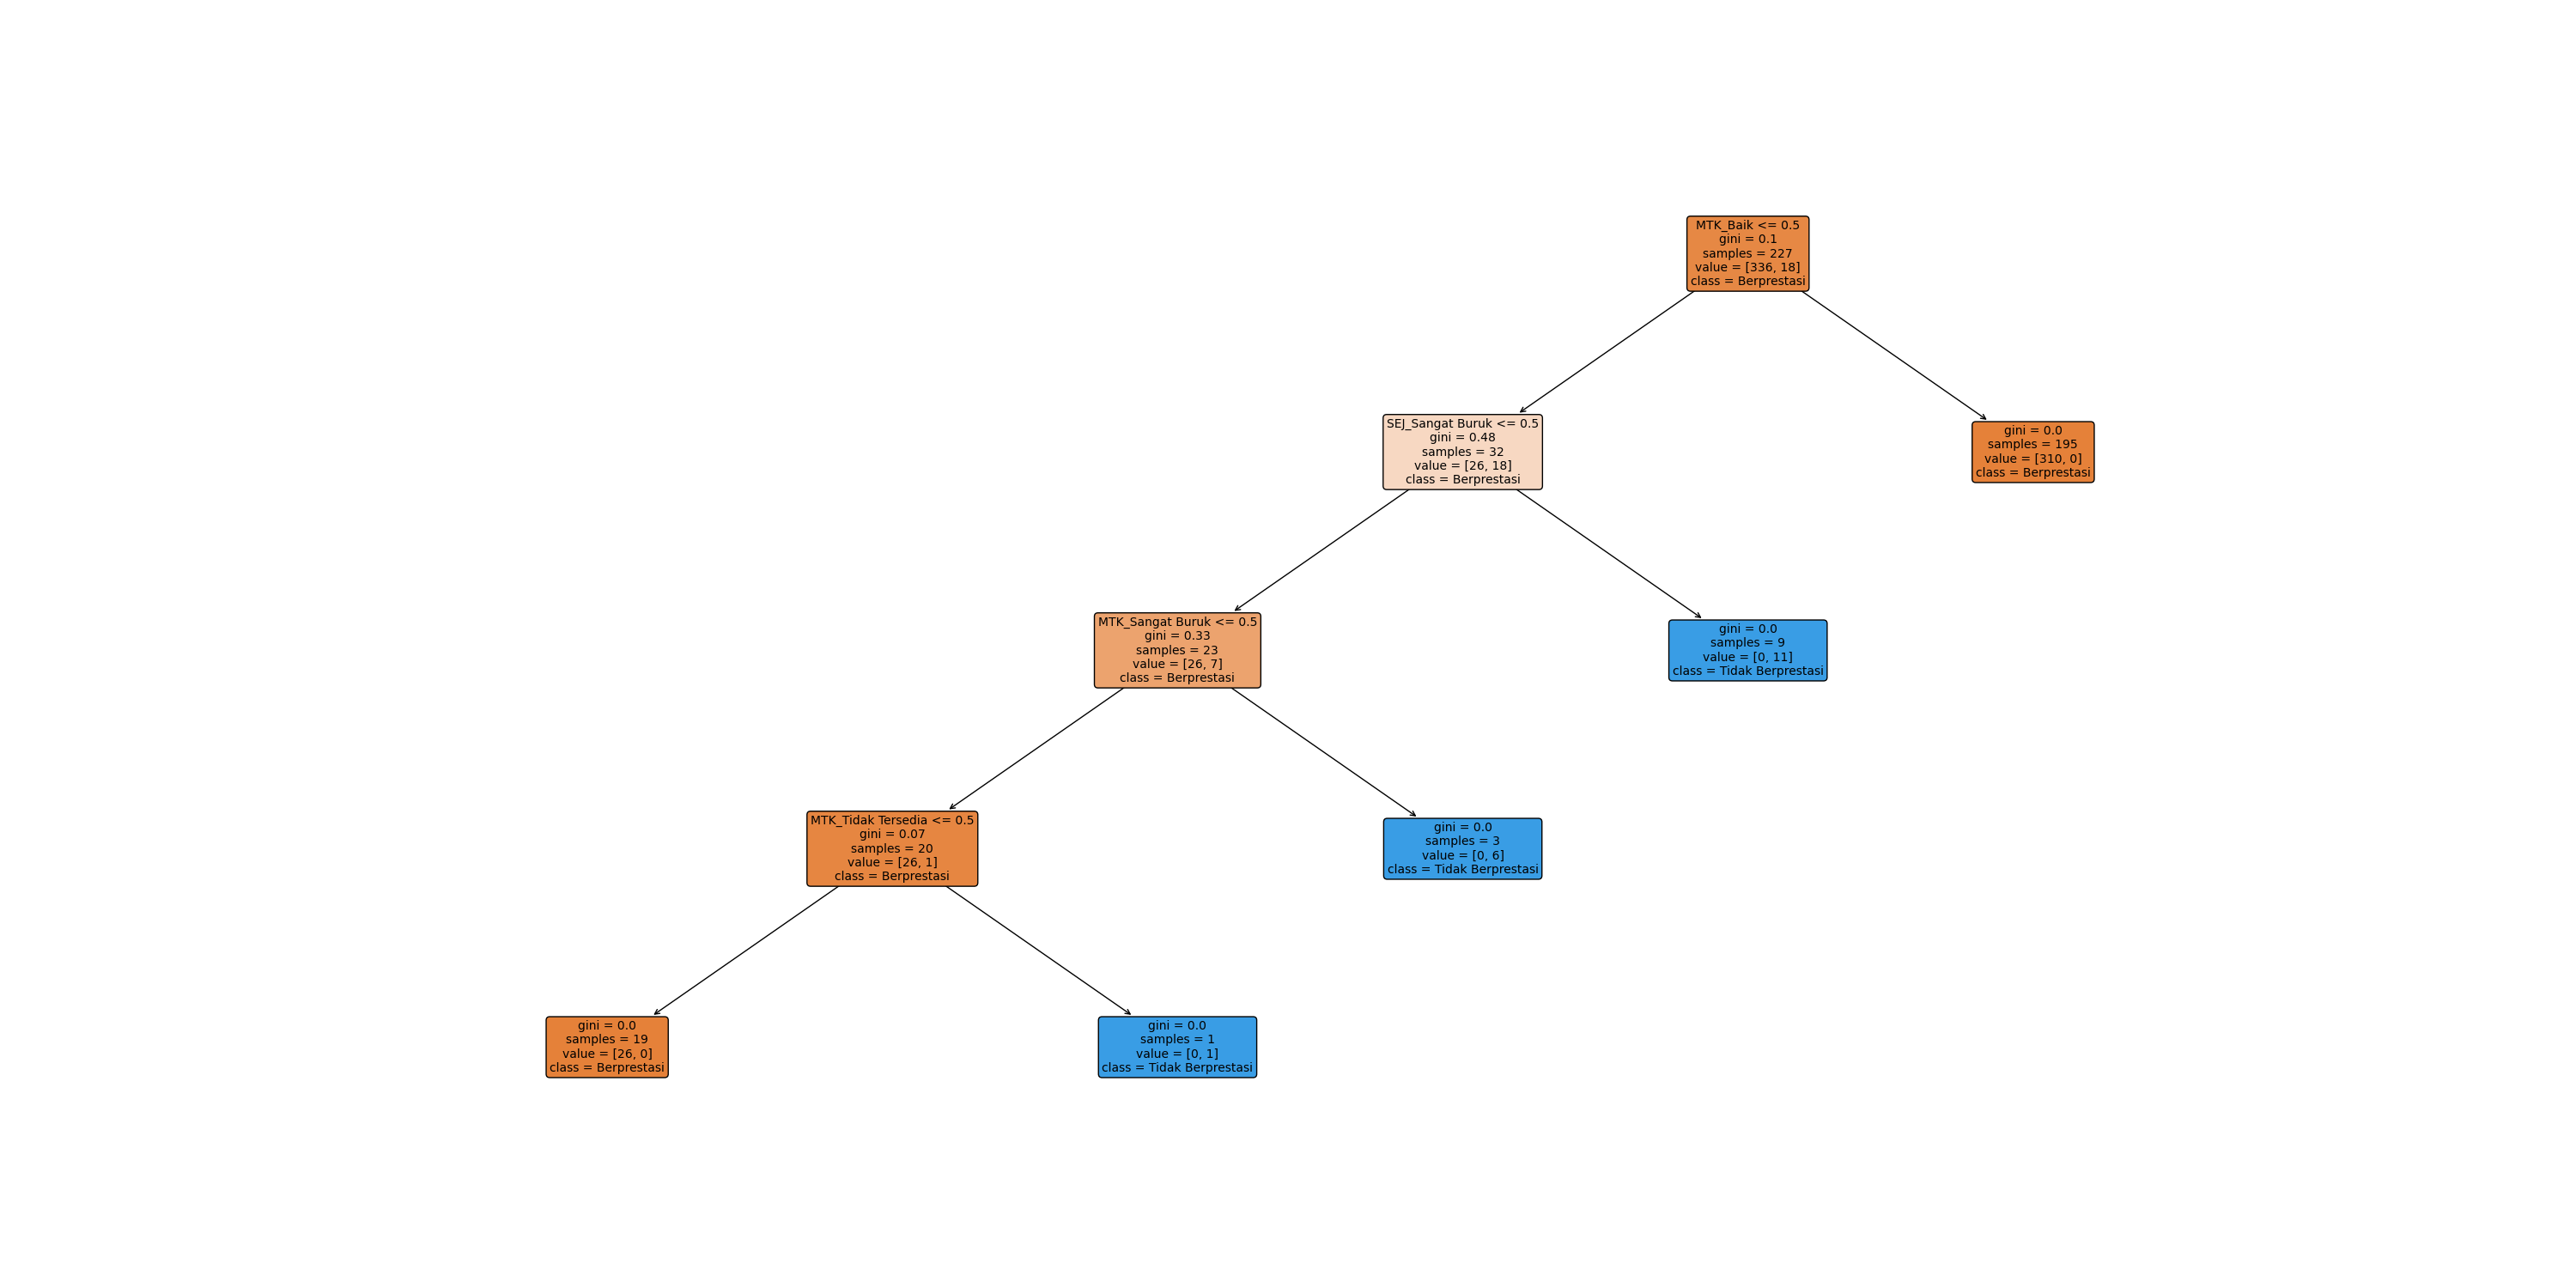 MTK_Baik <= 0.5
gini = 0.1
samples = 227
value = [336, 18]
class = Berprestasi
SEJ_Sangat Buruk <= 0.5
gini = 0.48
samples = 32
value = [26, 18]
class = Berprestasi
gini = 0.0
samples = 195
value = [310, 0]
class = Berprestasi
MTK_Sangat Buruk <= 0.5
gini = 0.33
samples = 23
value = [26, 7]
class = Berprestasi
gini = 0.0
samples = 9
value = [0, 11]
class = Tidak Berprestasi
MTK_Tidak Tersedia <= 0.5
gini = 0.07
samples = 20
value = [26, 1]
class = Berprestasi
gini = 0.0
samples = 3
value = [0, 6]
class = Tidak Berprestasi
gini = 0.0
samples = 19
value = [26, 0]
class = Berprestasi
gini = 0.0
samples = 1
value = [0, 1]
class = Tidak Berprestasi